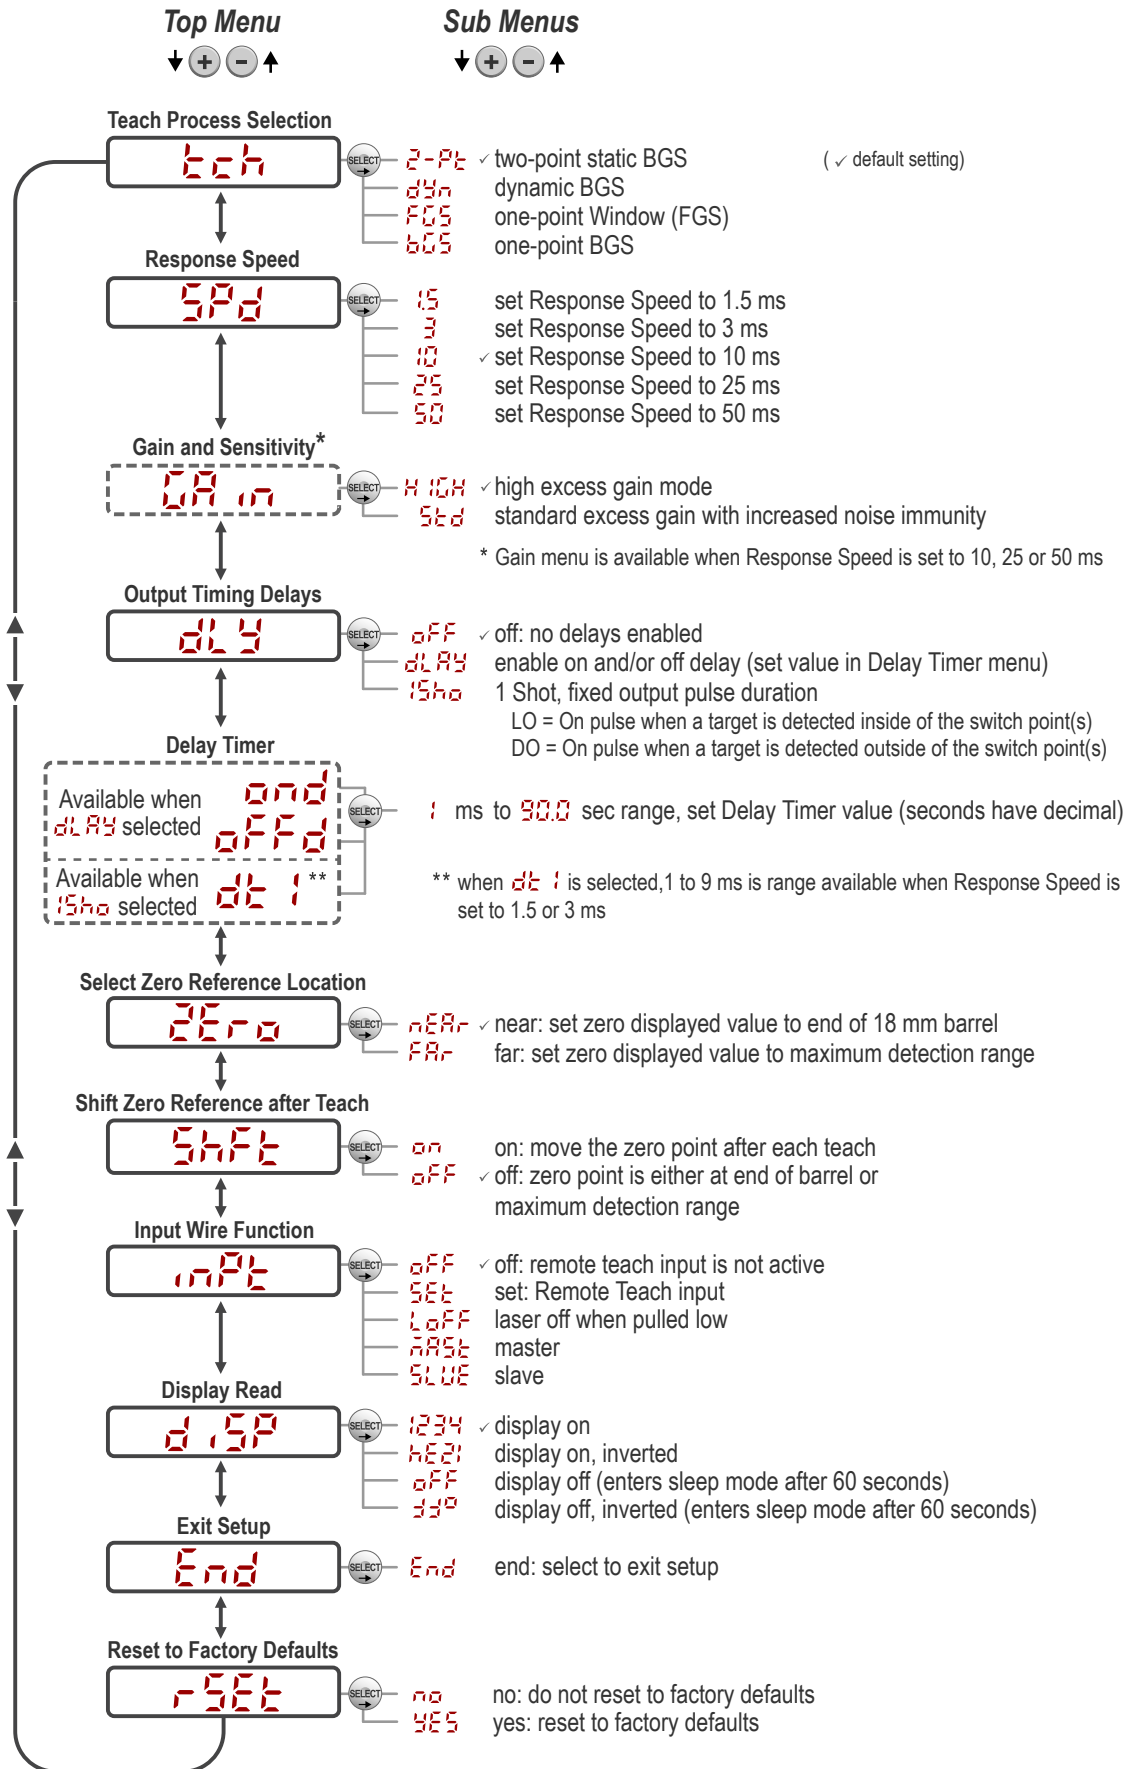 Top Menu Sub Menus
+ - + -
Teach Process Selection
tch SELECT 2-Pt ✓ two-point static BGS ( ✓ default setting)
dYn dynamic BGS
FGS one-point Window (FGS)
bGS one-point BGS
Response Speed
SPd SELECT 1.5 set Response Speed to 1.5 ms
3 set Response Speed to 3 ms
10 ✓ set Response Speed to 10 ms
25 set Response Speed to 25 ms
50 set Response Speed to 50 ms
Gain and Sensitivity*
GAin SELECT HIGH ✓ high excess gain mode
Std standard excess gain with increased noise immunity
* Gain menu is available when Response Speed is set to 10, 25 or 50 ms
Output Timing Delays
dLY SELECT oFF ✓ off: no delays enabled
dLAY enable on and/or off delay (set value in Delay Timer menu)
1Sho 1 Shot, fixed output pulse duration
LO = On pulse when a target is detected inside of the switch point(s)
DO = On pulse when a target is detected outside of the switch point(s)
Delay Timer
Available when dLAY selected
ond
oFFd SELECT 1 ms to 90.0 sec range, set Delay Timer value (seconds have decimal)
Available when 1Sho selected
dt1 **
** when dt1 is selected,1 to 9 ms is range available when Response Speed is
set to 1.5 or 3 ms
Select Zero Reference Location
ZEro SELECT nEAr ✓ near: set zero displayed value to end of 18 mm barrel
FAr far: set zero displayed value to maximum detection range
Shift Zero Reference after Teach
ShFt SELECT on on: move the zero point after each teach
oFF ✓ off: zero point is either at end of barrel or
maximum detection range
Input Wire Function
inPt SELECT oFF ✓ off: remote teach input is not active
SEt set: Remote Teach input
LoFF laser off when pulled low
nASt master
SLUE slave
Display Read
diSP SELECT 1234 ✓ display on
hEZ1 display on, inverted
oFF display off (enters sleep mode after 60 seconds)
display off, inverted (enters sleep mode after 60 seconds)
Exit Setup
End SELECT End end: select to exit setup
Reset to Factory Defaults
rSEt SELECT no no: do not reset to factory defaults
YES yes: reset to factory defaults